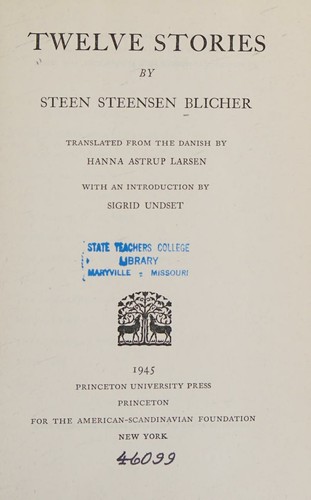 TWELVE STORIES
BY
STEEN STEENSEN BLICHER
TRANSLATED FROM THE DANISH BY
HANNA ASTRUP LARSEN
WITH AN INTRODUCTION BY
SIGRID UNDSET
STATE TEACHERS COLLEGE
LIBRARY
MARYVILLE - MISSOURI
1945
PRINCETON UNIVERSITY PRESS
PRINCETON
FOR THE AMERICAN-SCANDINAVIAN FOUNDATION
NEW YORK
46099